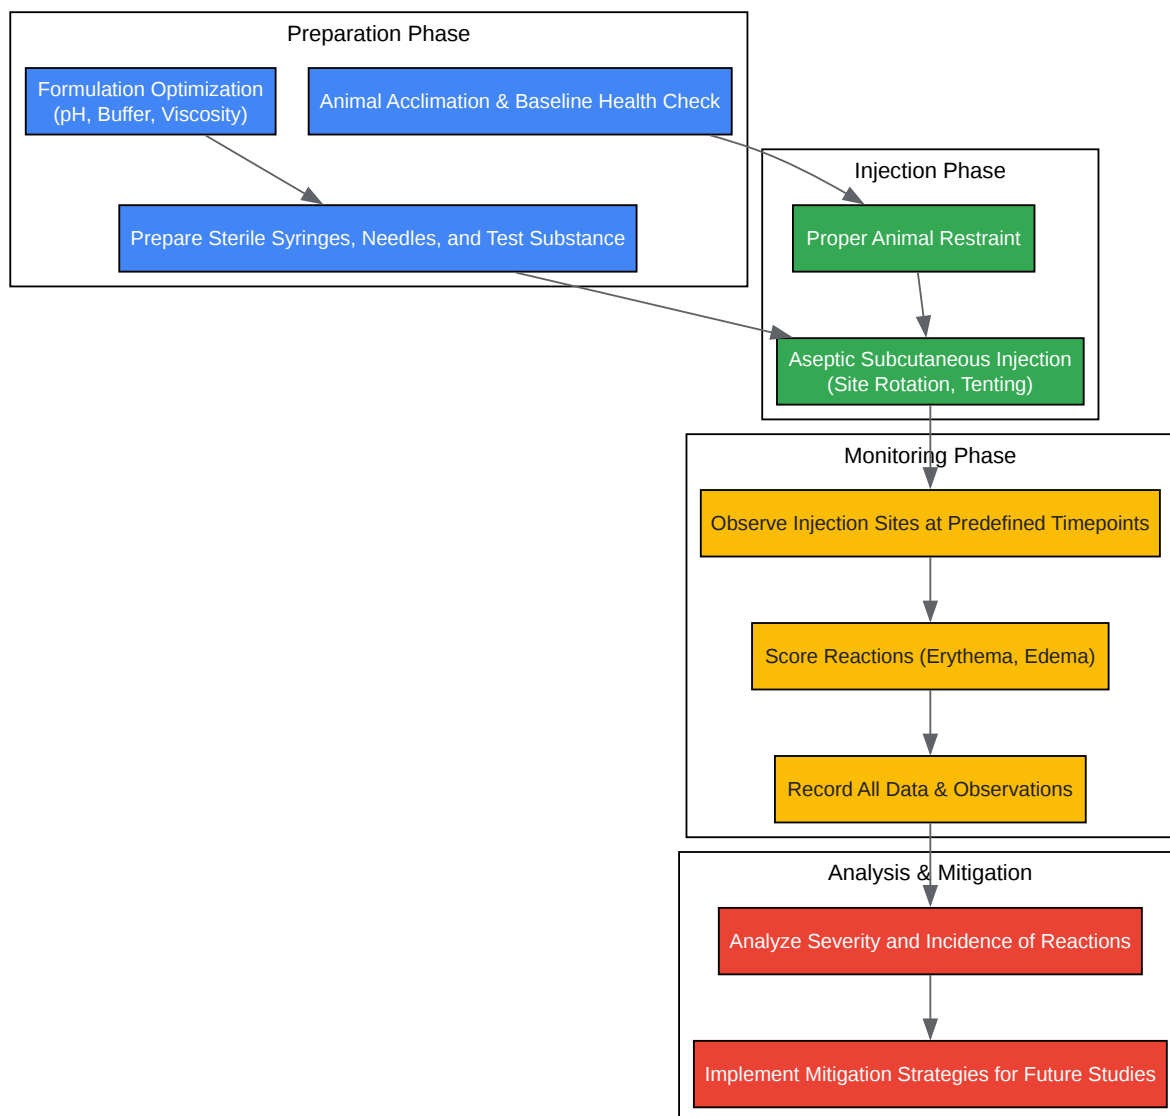 Preparation Phase
Formulation Optimization
(pH, Buffer, Viscosity)
Animal Acclimation & Baseline Health Check
Prepare Sterile Syringes, Needles, and Test Substance
Injection Phase
Proper Animal Restraint
Aseptic Subcutaneous Injection
(Site Rotation, Tenting)
Monitoring Phase
Observe Injection Sites at Predefined Timepoints
Score Reactions (Erythema, Edema)
Record All Data & Observations
Analysis & Mitigation
Analyze Severity and Incidence of Reactions
Implement Mitigation Strategies for Future Studies